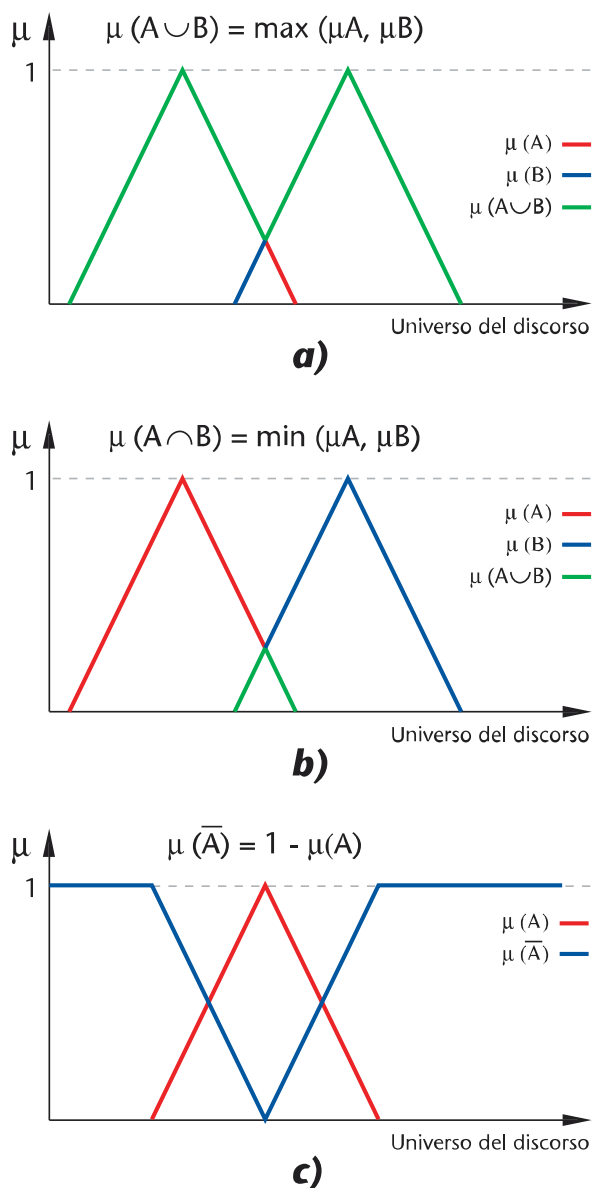 μ
μ (A∪B) = max (μA, μB)
1
μ (A)
μ (B)
μ (A∪B)
Universo del discorso
a)
μ
μ (A∩B) = min (μA, μB)
1
μ (A)
μ (B)
μ (A∪B)
Universo del discorso
b)
μ
μ (A̅) = 1 - μ(A)
1
μ (A)
μ (A̅)
Universo del discorso
c)